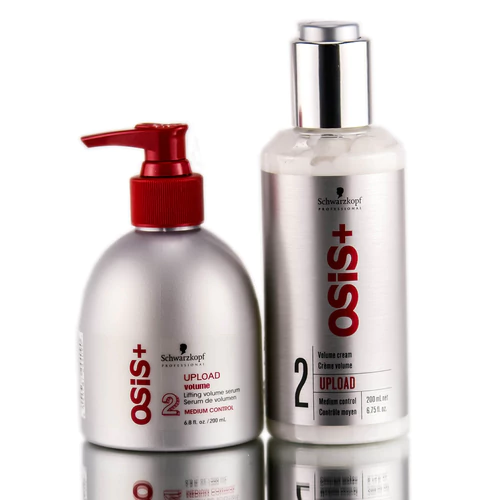 Schwarzkopf
PROFESSIONAL
OSiS+
UPLOAD
volume
Lifting volume serum
Serum de volumen
2
MEDIUM CONTROL
6.8 fl. oz. / 200 mL
Schwarzkopf
PROFESSIONAL
OSiS+
Volume cream
Crème volume
2
UPLOAD
Medium control
Contrôle moyen
200 mL net
6.75 fl. oz.